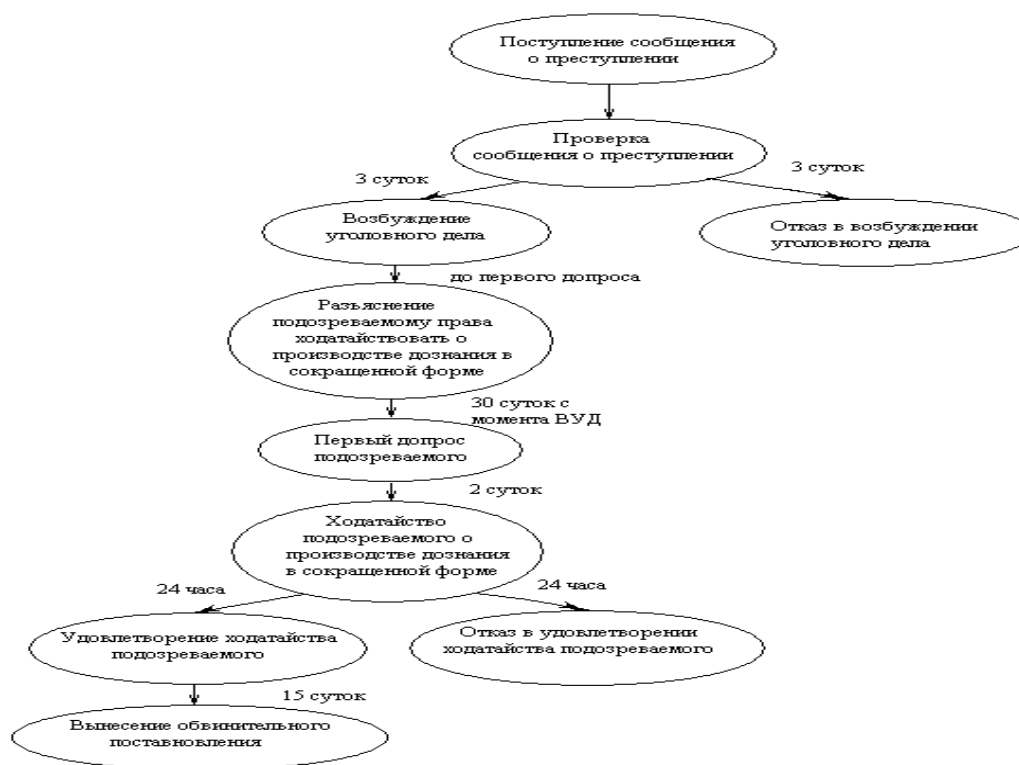 Поступление сообщения
о преступлении
Проверка
сообщения о преступлении
3 суток
3 суток
Возбуждение
уголовного дела
Отказ в возбуждении
уголовного дела
до первого допроса
Разъяснение
подозреваемому права
ходатайствовать о
производстве дознания в
сокращенной форме
30 суток с
момента ВУД
Первый допрос
подозреваемого
2 суток
Ходатайство
подозреваемого о
производстве дознания
в сокращенной форме
24 часа
24 часа
Удовлетворение ходатайства
подозреваемого
Отказ в удовлетворении
ходатайства подозреваемого
15 суток
Вынесение обвинительного
поставновления